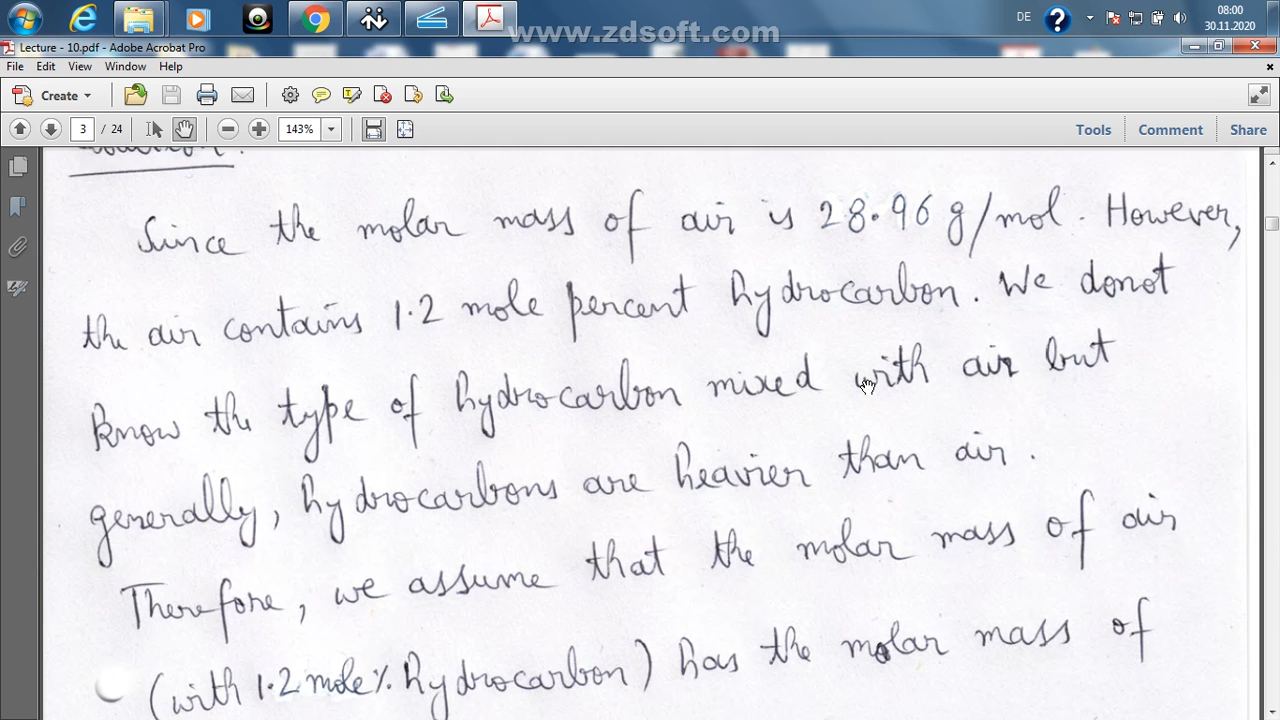 DE
08:00
30.11.2020
www.zdsoft.com
Lecture - 10.pdf - Adobe Acrobat Pro
File Edit View Window Help
Create
3 / 24 143% Tools Comment Share
Solution:
Since the molar mass of air is 28.96 g/mol. However,
the air contains 1.2 mole percent hydrocarbon. We donot
know the type of hydrocarbon mixed with air but
generally, hydrocarbons are heavier than air.
Therefore, we assume that the molar mass of air
(with 1.2 mole% hydrocarbon) has the molar mass of